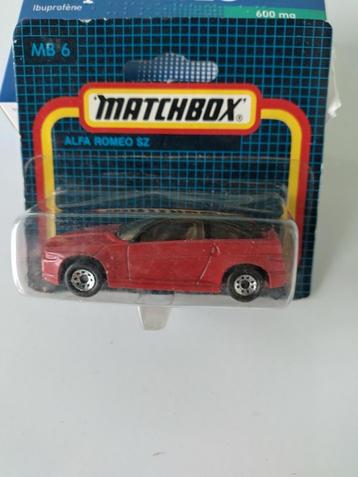 Ibuprofène
600 mg
MB 6
MATCHBOX
ALFA ROMEO SZ